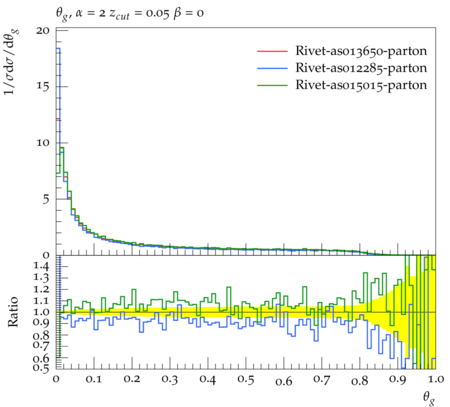 θg, α = 2 zcut = 0.05 β = 0
1/σdσ/dθg
20
15
10
5
0
Rivet-as013650-parton
Rivet-as012285-parton
Rivet-as015015-parton
Ratio
1.4
1.3
1.2
1.1
1.0
0.9
0.8
0.7
0.6
0.5
0 0.1 0.2 0.3 0.4 0.5 0.6 0.7 0.8 0.9 1.0
θg